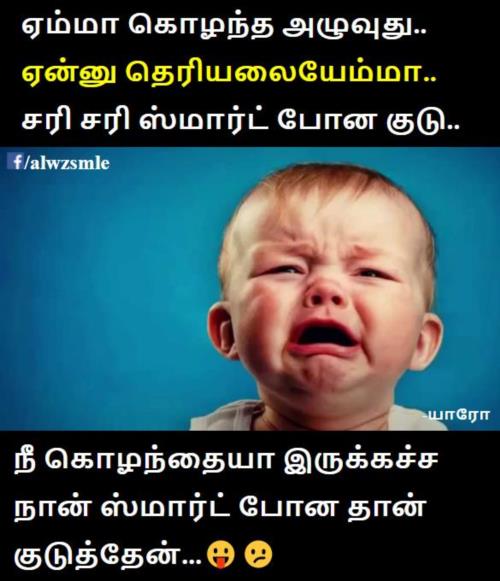 ஏம்மா கொழந்த அழுவுது..
ஏன்னு தெரியலையேம்மா..
சரி சரி ஸ்மார்ட் போன குடு..
f/alwzsmle
-யாரோ
நீ கொழந்தையா இருக்கச்ச
நான் ஸ்மார்ட் போன தான்
குடுத்தேன்...😛😕